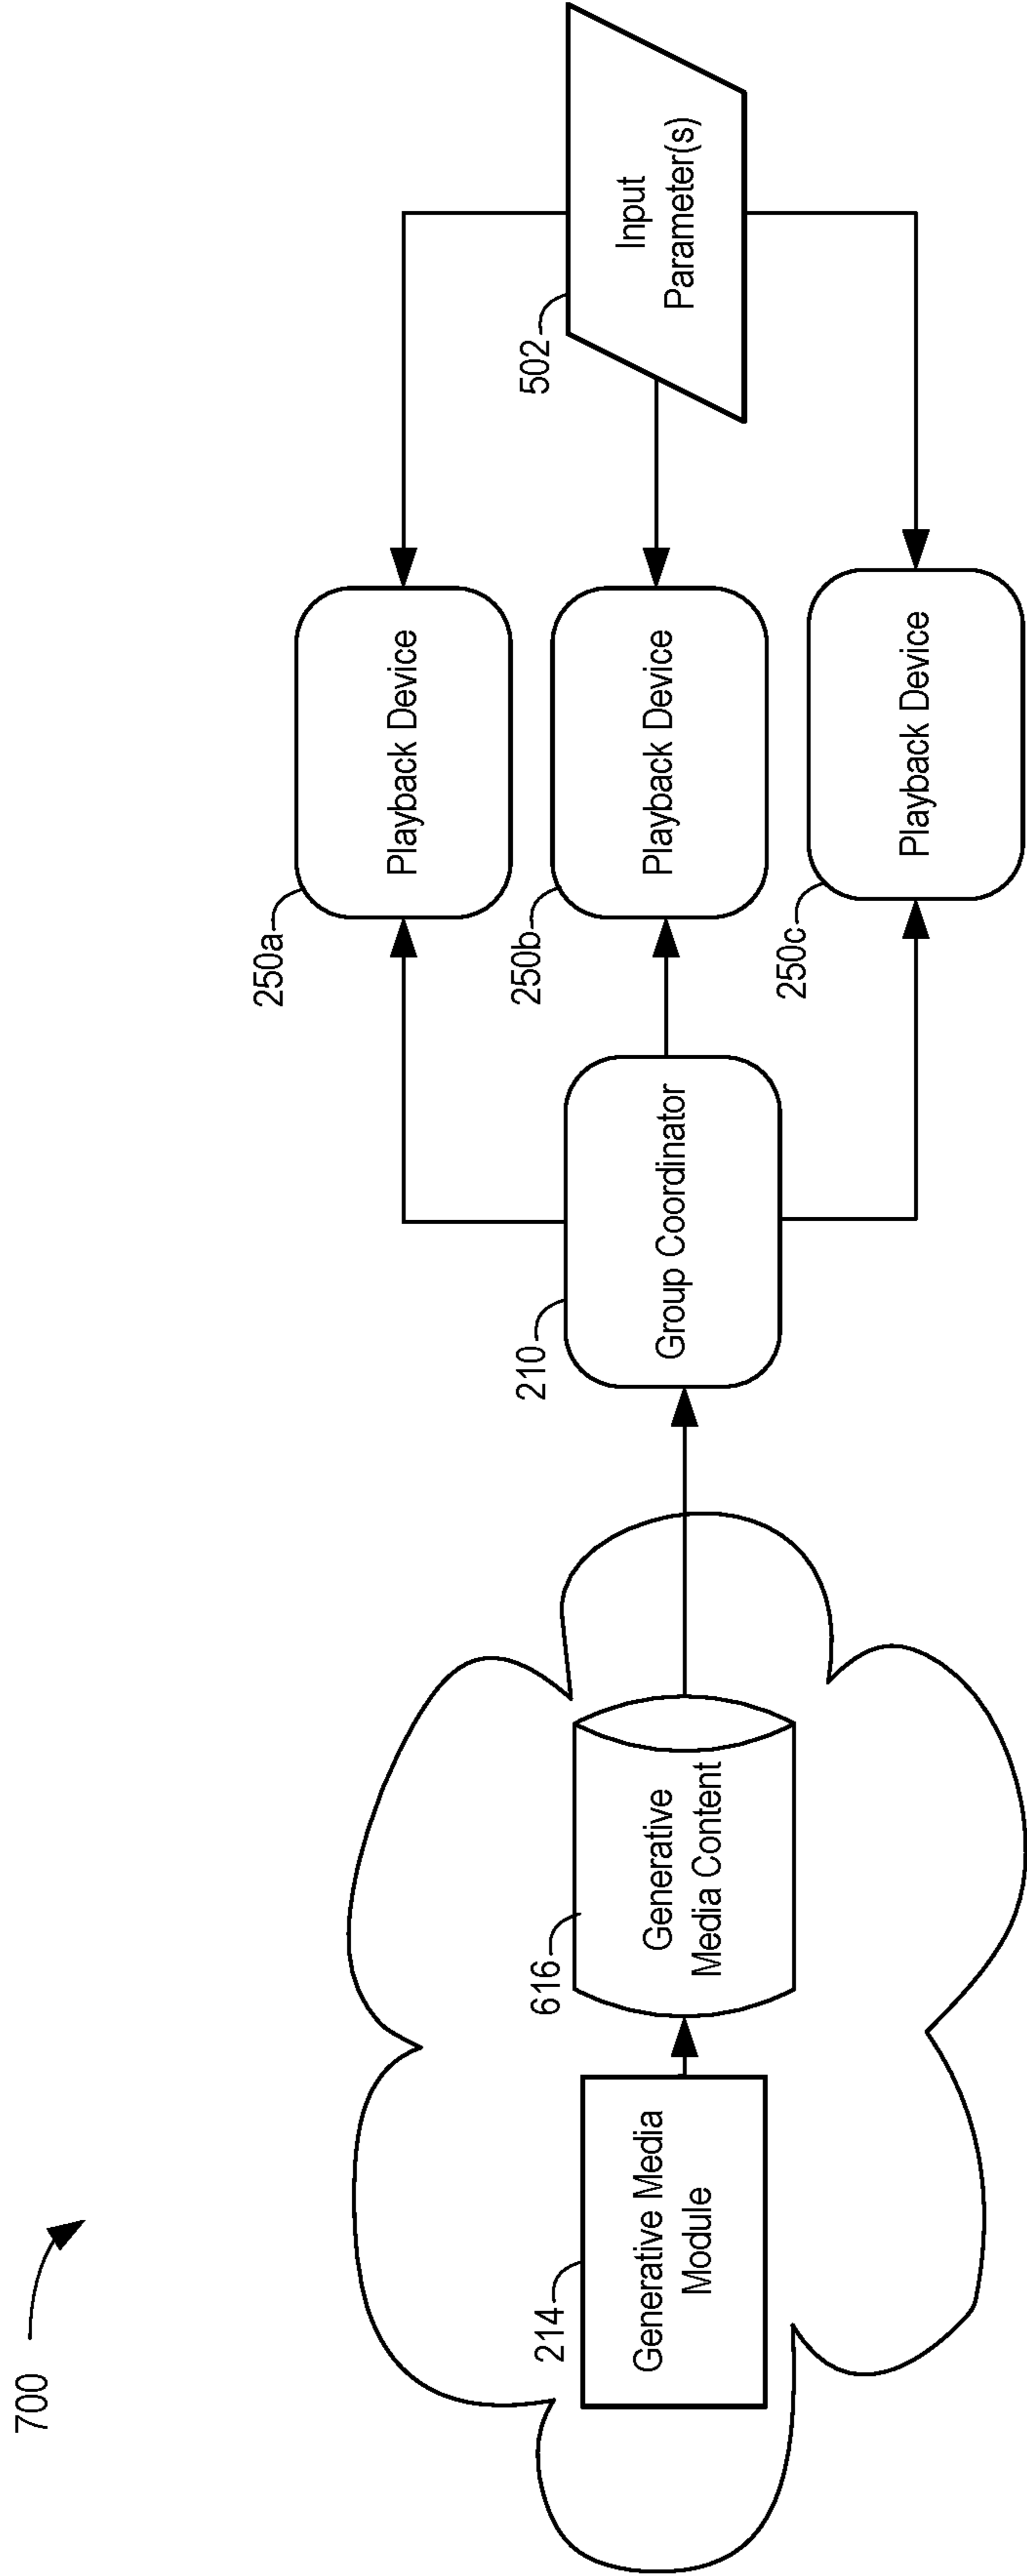 700
214
Generative Media
Module
616
Generative
Media Content
210
Group Coordinator
250a
Playback Device
250b
Playback Device
250c
Playback Device
502
Input
Parameter(s)